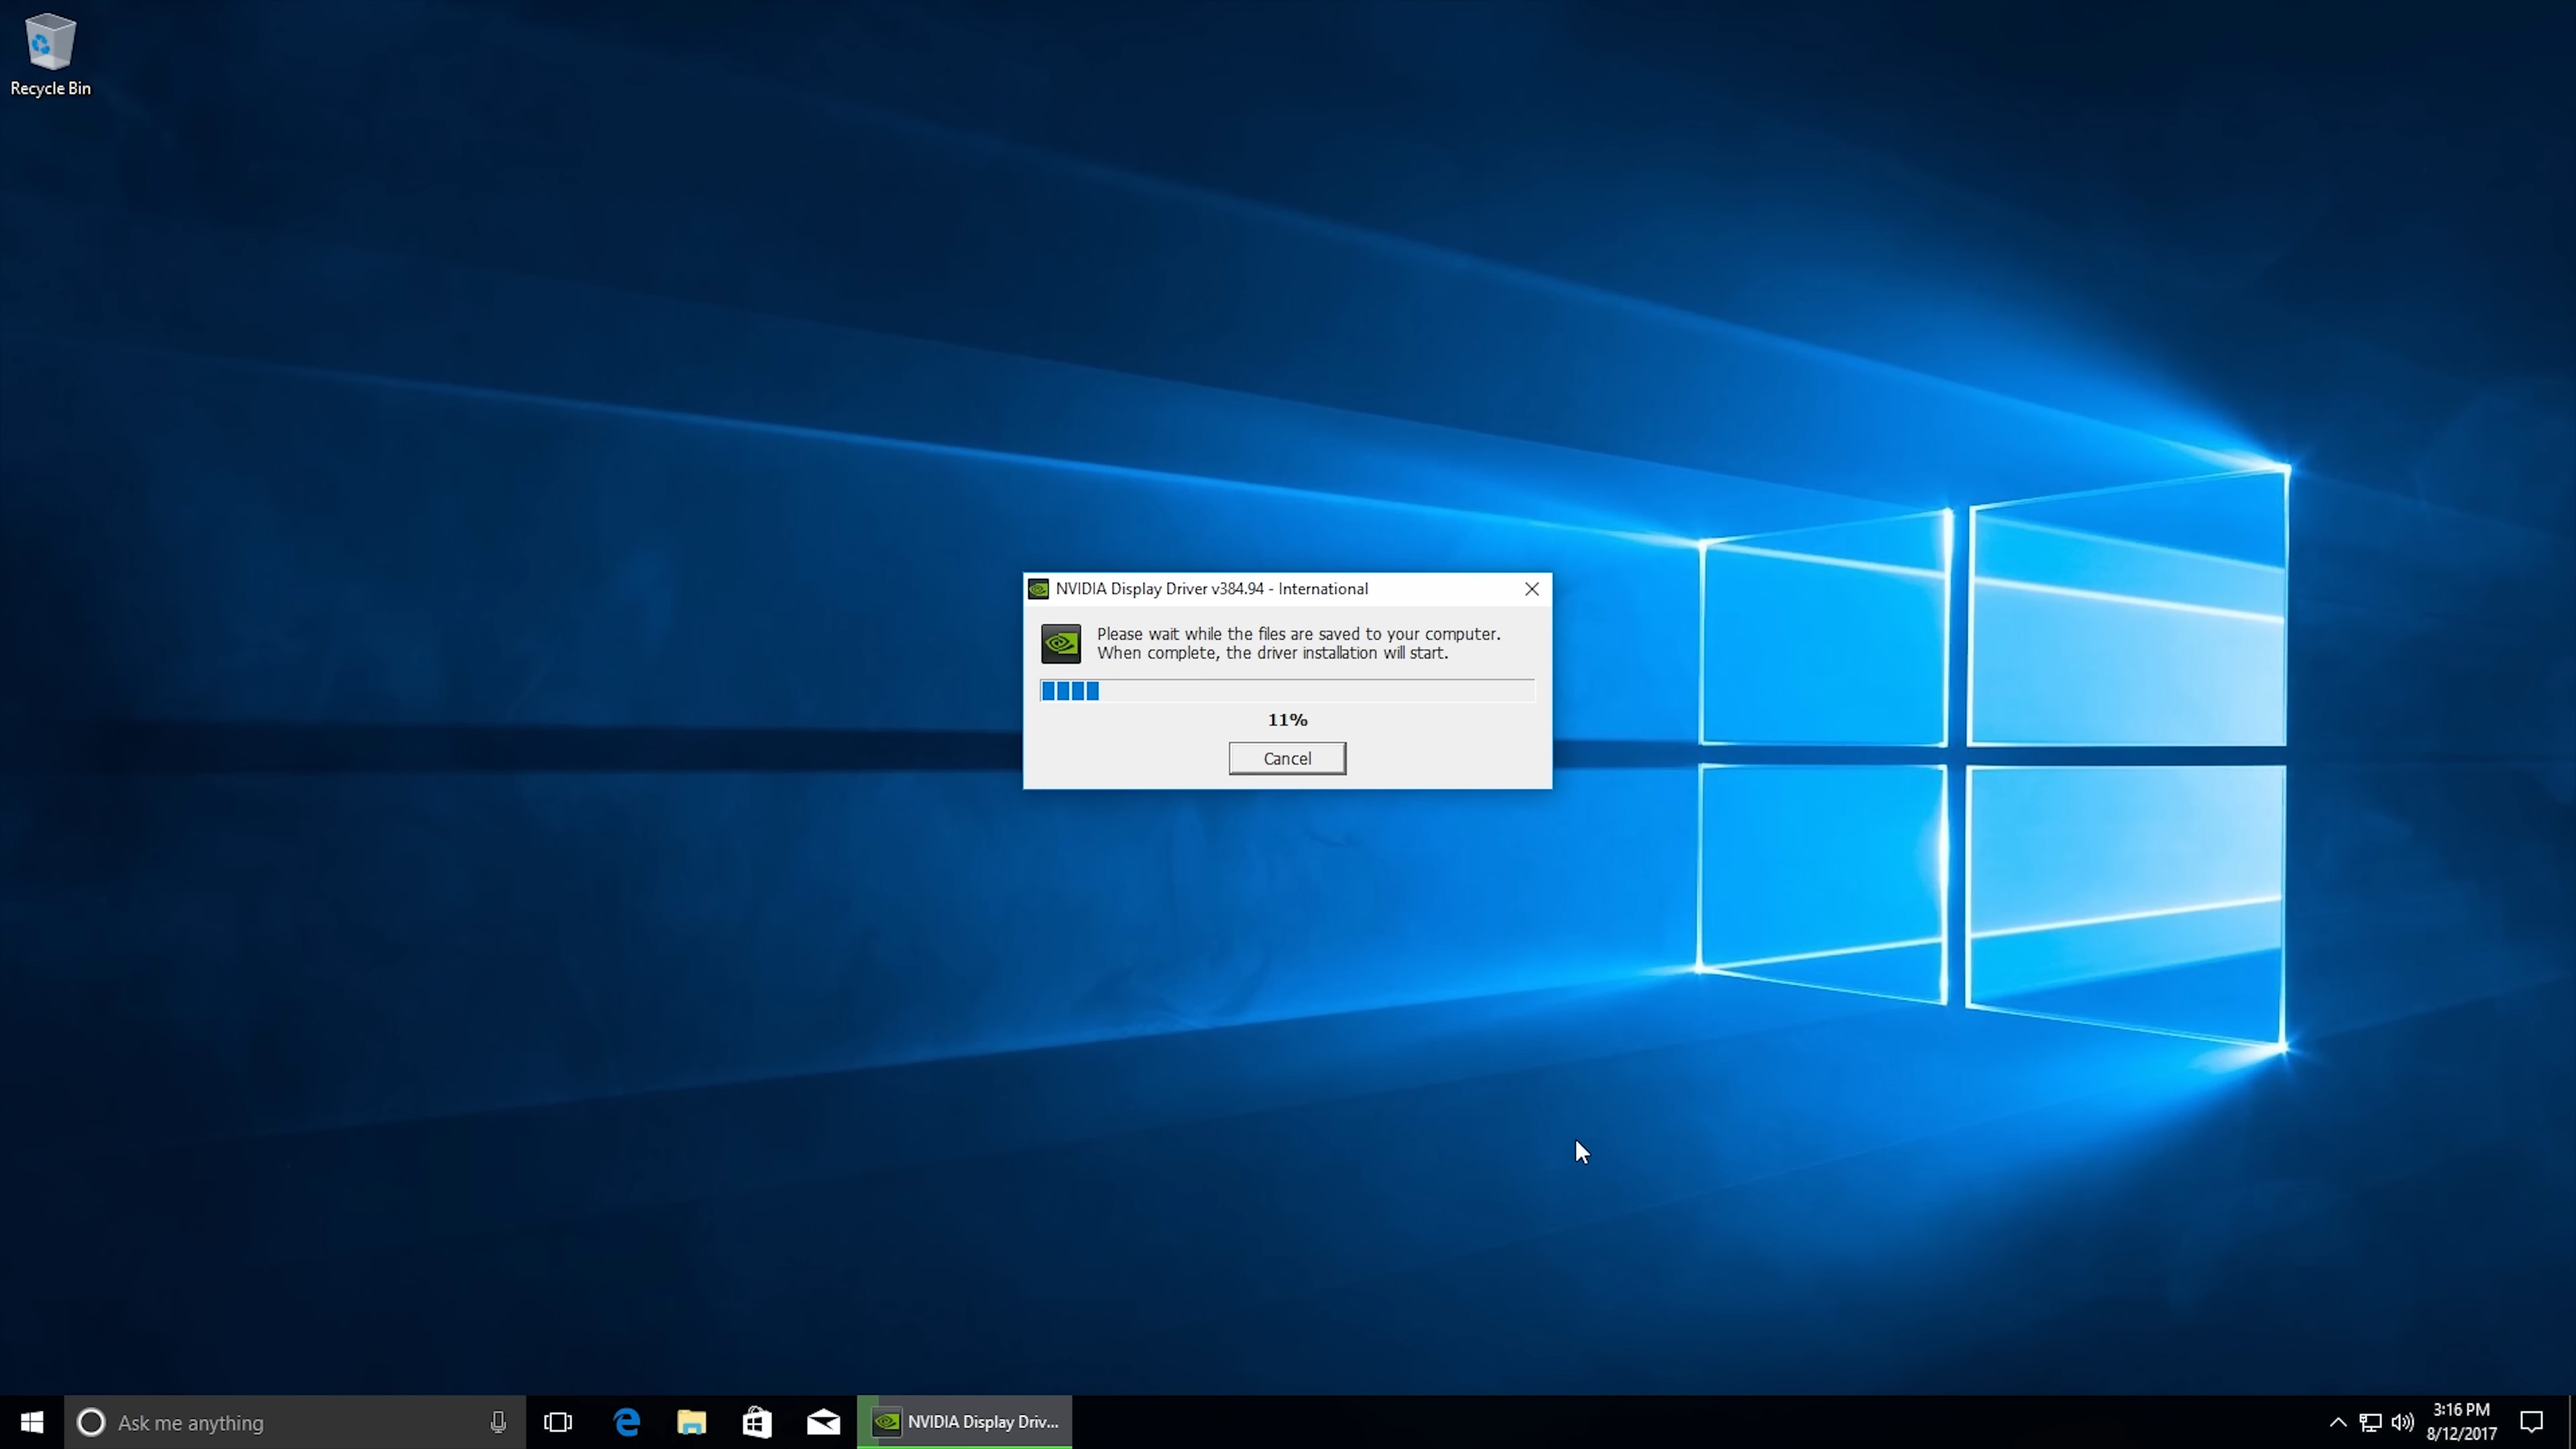 Recycle Bin
NVIDIA Display Driver v384.94 - International
Please wait while the files are saved to your computer.
When complete, the driver installation will start.
11%
Cancel
Ask me anything
NVIDIA Display Driv...
3:16 PM
8/12/2017